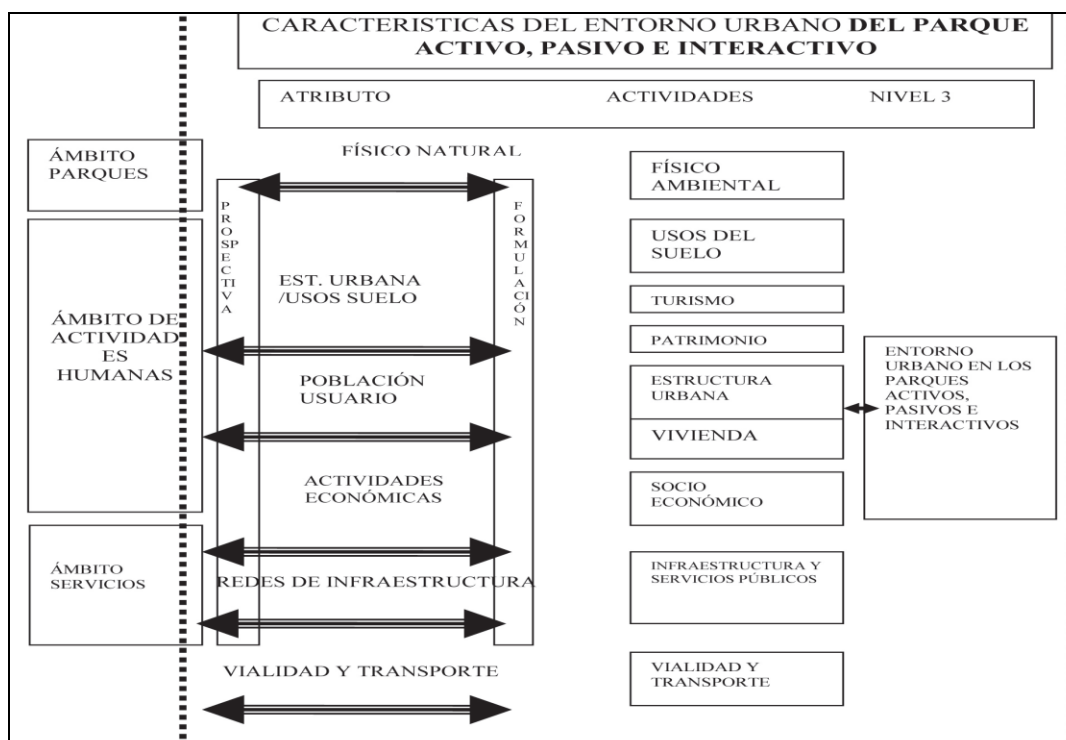 CARACTERISTICAS DEL ENTORNO URBANO DEL PARQUE
ACTIVO, PASIVO E INTERACTIVO
ATRIBUTO ACTIVIDADES NIVEL 3
ÁMBITO
PARQUES
ÁMBITO DE
ACTIVIDAD
ES
HUMANAS
ÁMBITO
SERVICIOS
P
R
O
SP
E
C
TI
V
A
FÍSICO NATURAL
EST. URBANA
/USOS SUELO
POBLACIÓN
USUARIO
ACTIVIDADES
ECONÓMICAS
REDES DE INFRAESTRUCTURA
VIALIDAD Y TRANSPORTE
F
O
R
M
U
L
A
CI
Ó
N
FÍSICO
AMBIENTAL
USOS DEL
SUELO
TURISMO
PATRIMONIO
ESTRUCTURA
URBANA
VIVIENDA
SOCIO
ECONÓMICO
INFRAESTRUCTURA Y
SERVICIOS PÚBLICOS
VIALIDAD Y
TRANSPORTE
ENTORNO
URBANO EN LOS
PARQUES
ACTIVOS,
PASIVOS E
INTERACTIVOS